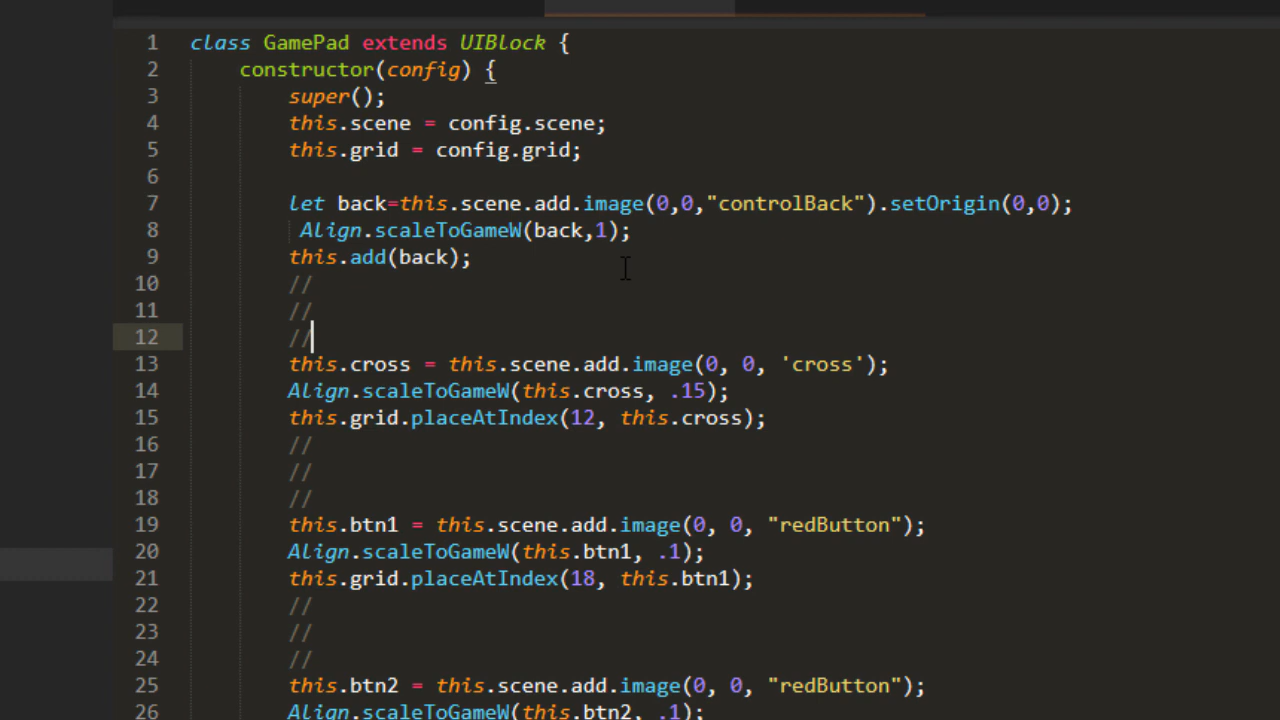 1 class GamePad extends UIBlock {
2 constructor(config) {
3 super();
4 this.scene = config.scene;
5 this.grid = config.grid;
6
7 let back=this.scene.add.image(0,0,"controlBack").setOrigin(0,0);
8 Align.scaleToGameW(back,1);
9 this.add(back);
10 //
11 //
12 //
13 this.cross = this.scene.add.image(0, 0, 'cross');
14 Align.scaleToGameW(this.cross, .15);
15 this.grid.placeAtIndex(12, this.cross);
16 //
17 //
18 //
19 this.btn1 = this.scene.add.image(0, 0, "redButton");
20 Align.scaleToGameW(this.btn1, .1);
21 this.grid.placeAtIndex(18, this.btn1);
22 //
23 //
24 //
25 this.btn2 = this.scene.add.image(0, 0, "redButton");
26 Align.scaleToGameW(this.btn2, .1);